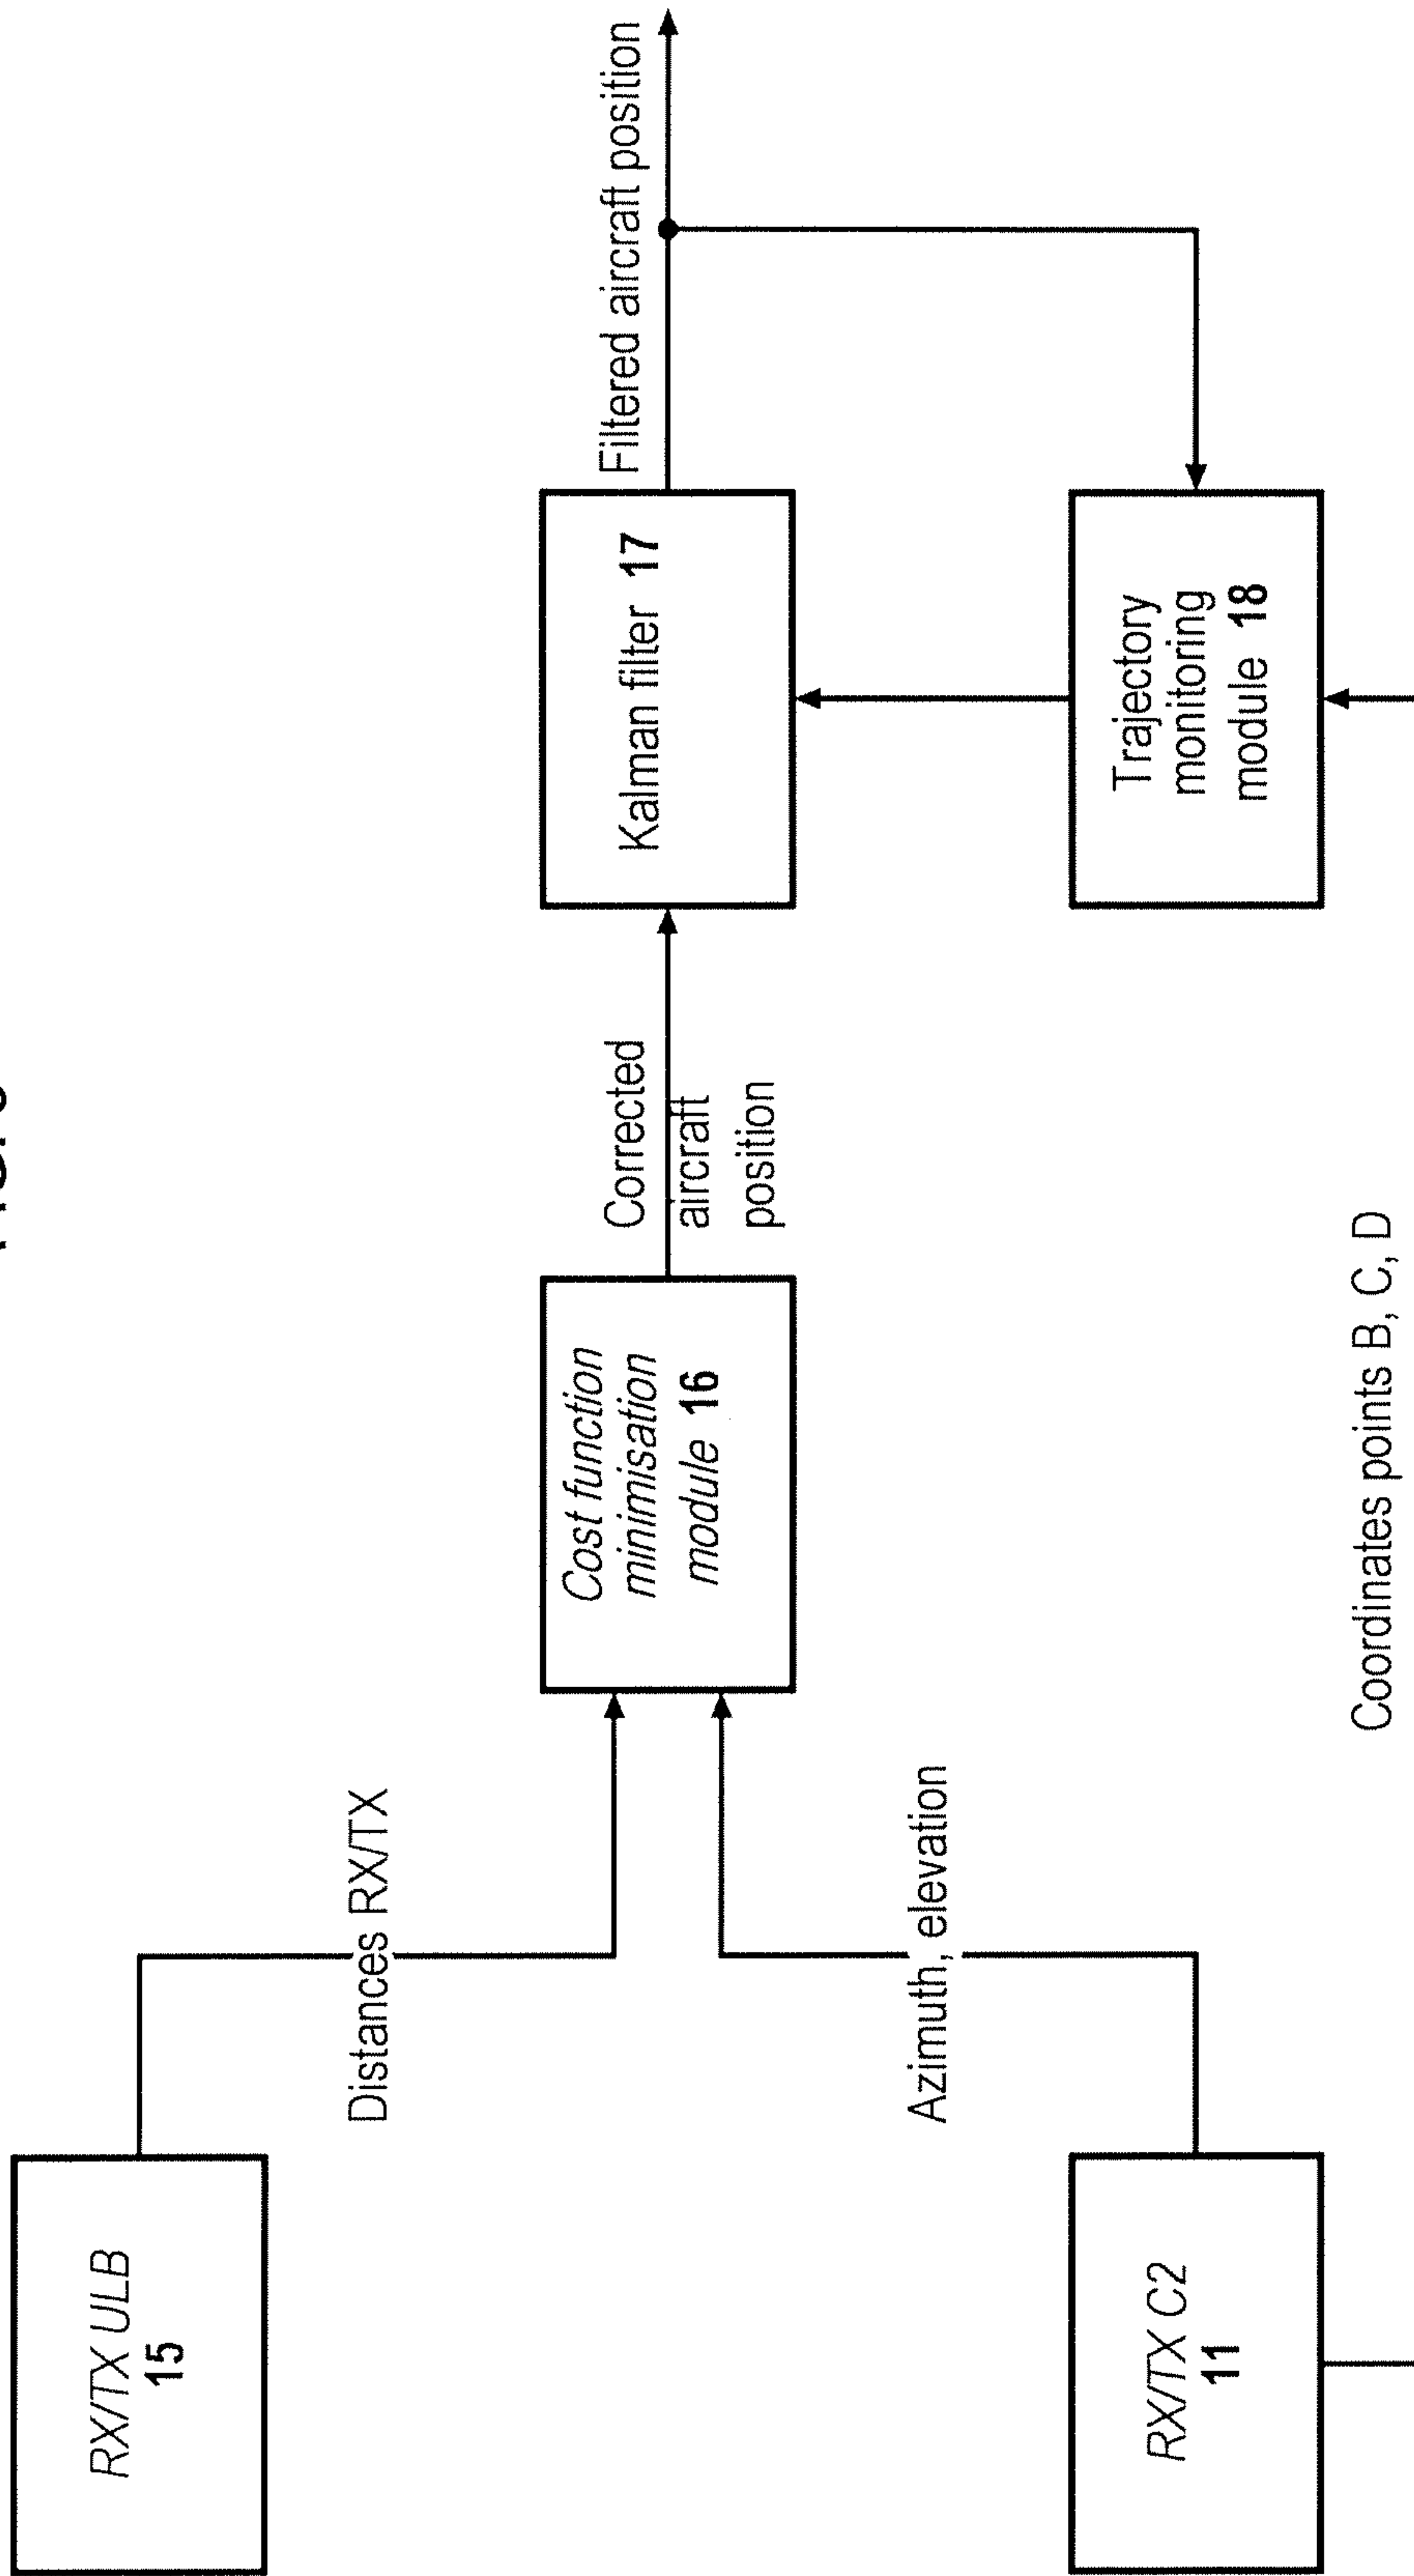 RX/TX ULB
15
Distances RX/TX
RX/TX C2
11
Azimuth, elevation
Cost function
minimisation
module 16
Corrected
aircraft
position
Kalman filter 17
Filtered aircraft position
Trajectory
monitoring
module 18
Coordinates points B, C, D